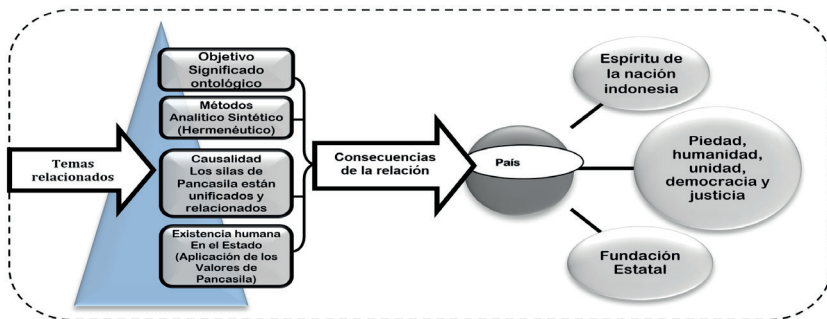 Temas
relacionados
Objetivo
Significado
ontológico
Métodos
Analítico Sintético
(Hermenéutico)
Causalidad
Los silas de
Pancasila están
unificados y
relacionados
Existencia humana
En el Estado
(Aplicación de los
Valores de
Pancasila)
Consecuencias
de la relación
País
Espíritu de
la nación
indonesia
Piedad,
humanidad,
unidad,
democracia y
justicia
Fundación
Estatal